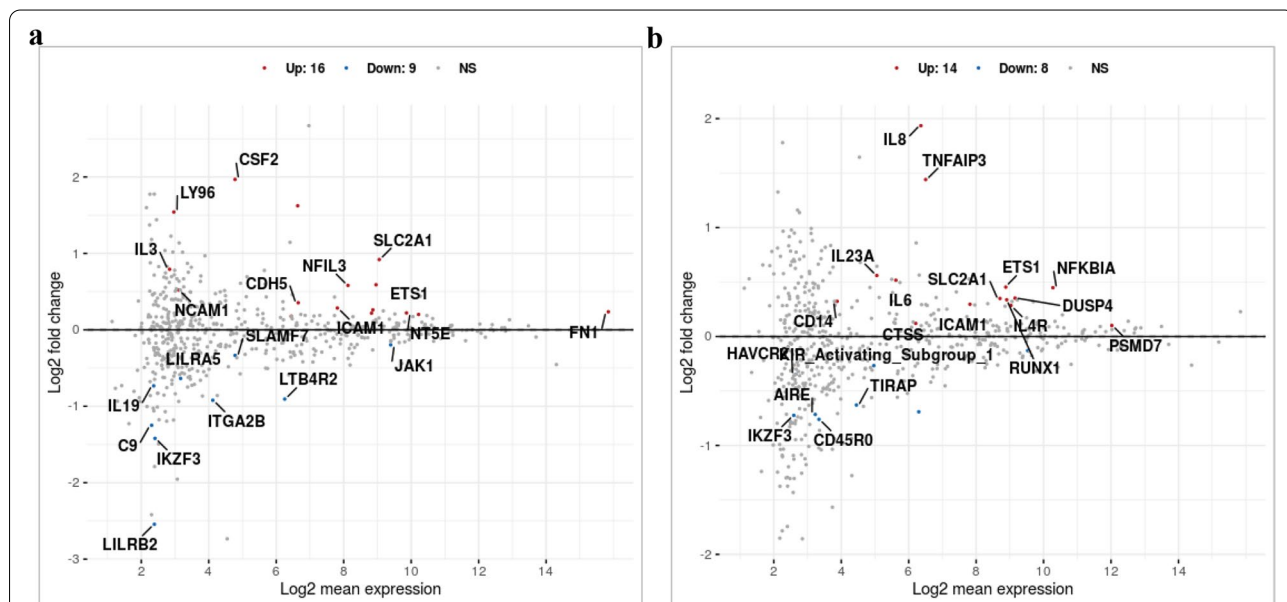 a
Up: 16 Down: 9 NS
Log2 fold change
2
1
0
-1
-2
-3
CSF2
LY96
SLC2A1
IL3
NFIL3
CDH5
ETS1
NCAM1
ICAM1
NT5E
FN1
SLAMF7
JAK1
LILRA5
LTB4R2
IL19
ITGA2B
C9
IKZF3
LILRB2
2 4 6 8 10 12 14
Log2 mean expression
b
Up: 14 Down: 8 NS
Log2 fold change
2
1
0
-1
-2
IL8
TNFAIP3
IL23A
ETS1
NFKBIA
SLC2A1
IL6
DUSP4
CD14
ICAM1
IL4R
CTSS
PSMD7
KIR_Activating_Subgroup_1
RUNX1
TIRAP
AIRE
IKZF3
CD45R0
2 4 6 8 10 12 14
Log2 mean expression